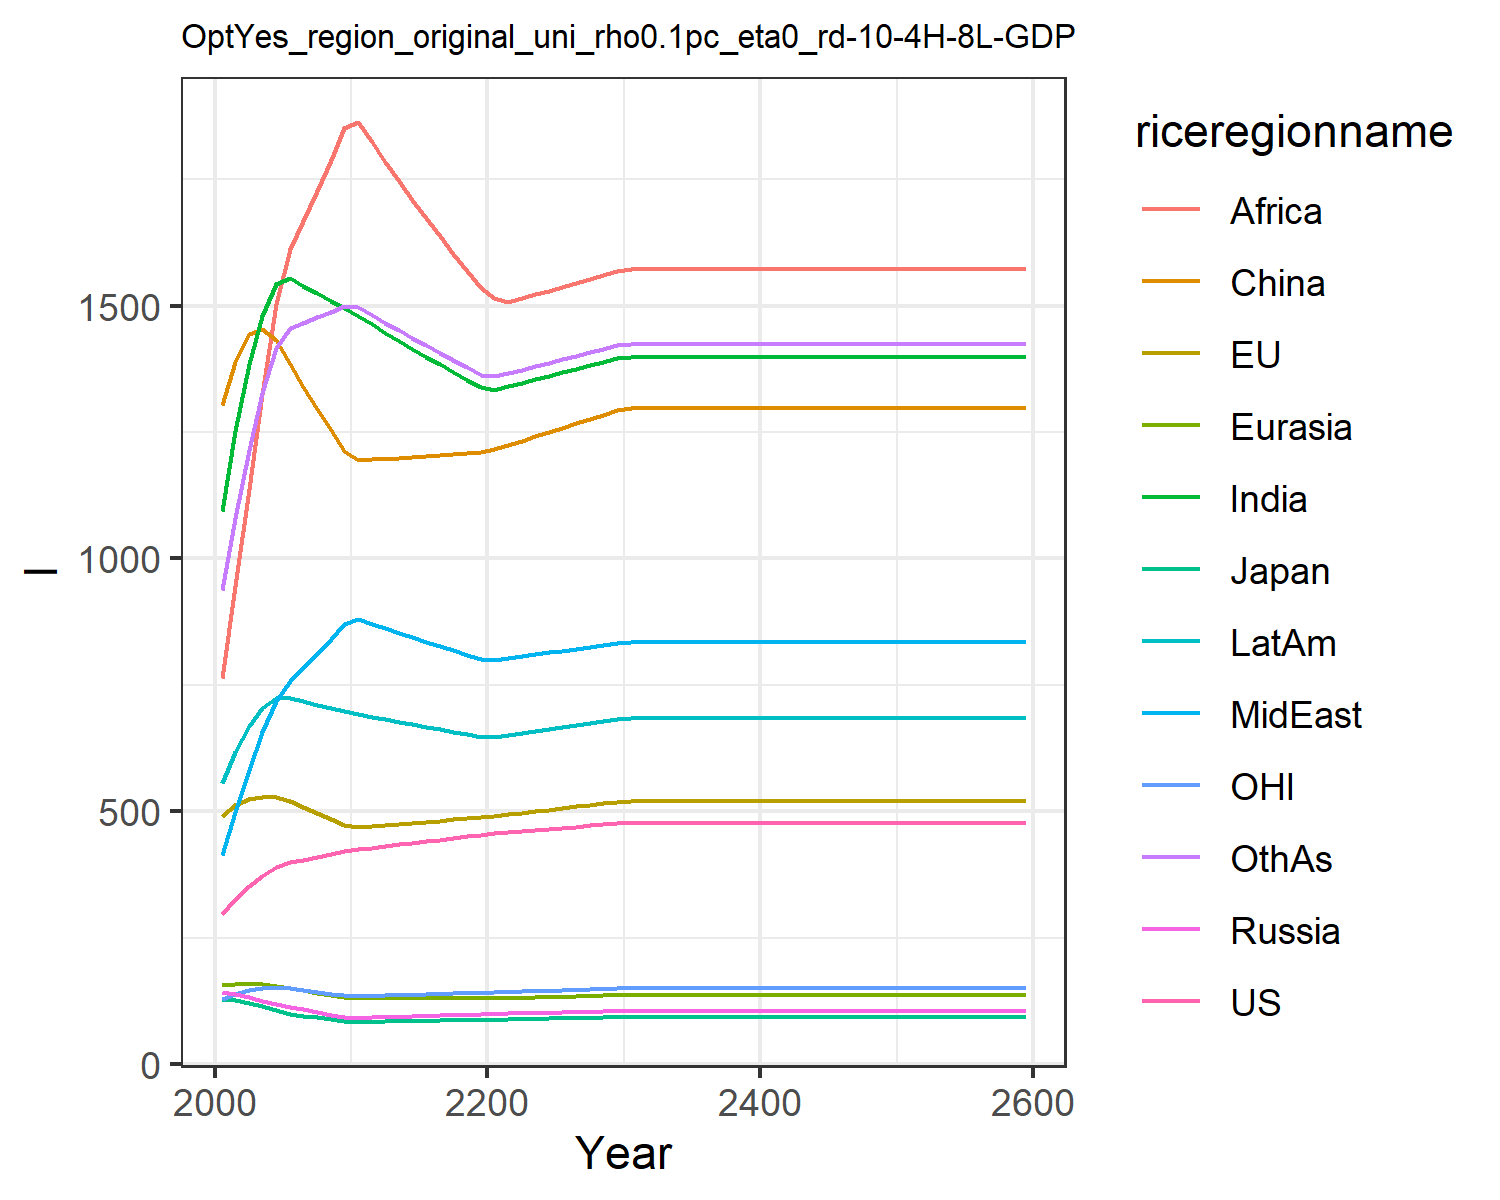 OptYes_region_original_uni_rho0.1pc_eta0_rd-10-4H-8L-GDP
riceregionname
Africa
China
EU
Eurasia
India
Japan
LatAm
MidEast
OHI
OthAs
Russia
US
1500
1000
500
0
l
2000 2200 2400 2600
Year